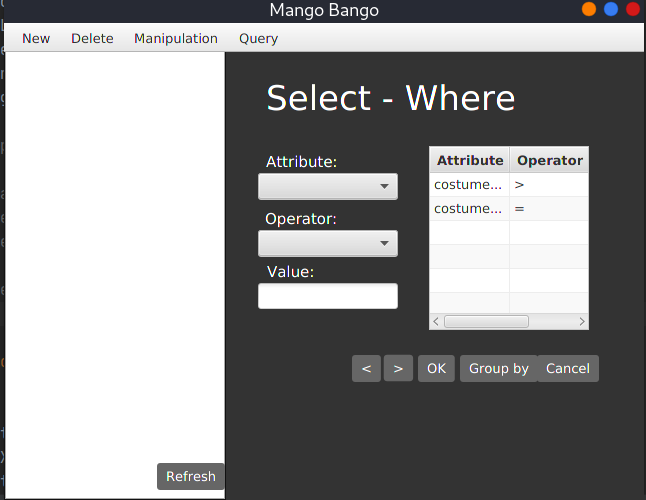 Mango Bango
New Delete Manipulation Query
Select - Where
Attribute:
Operator:
Value:
Attribute Operator
costume... >
costume... =
< > OK Group by Cancel
Refresh